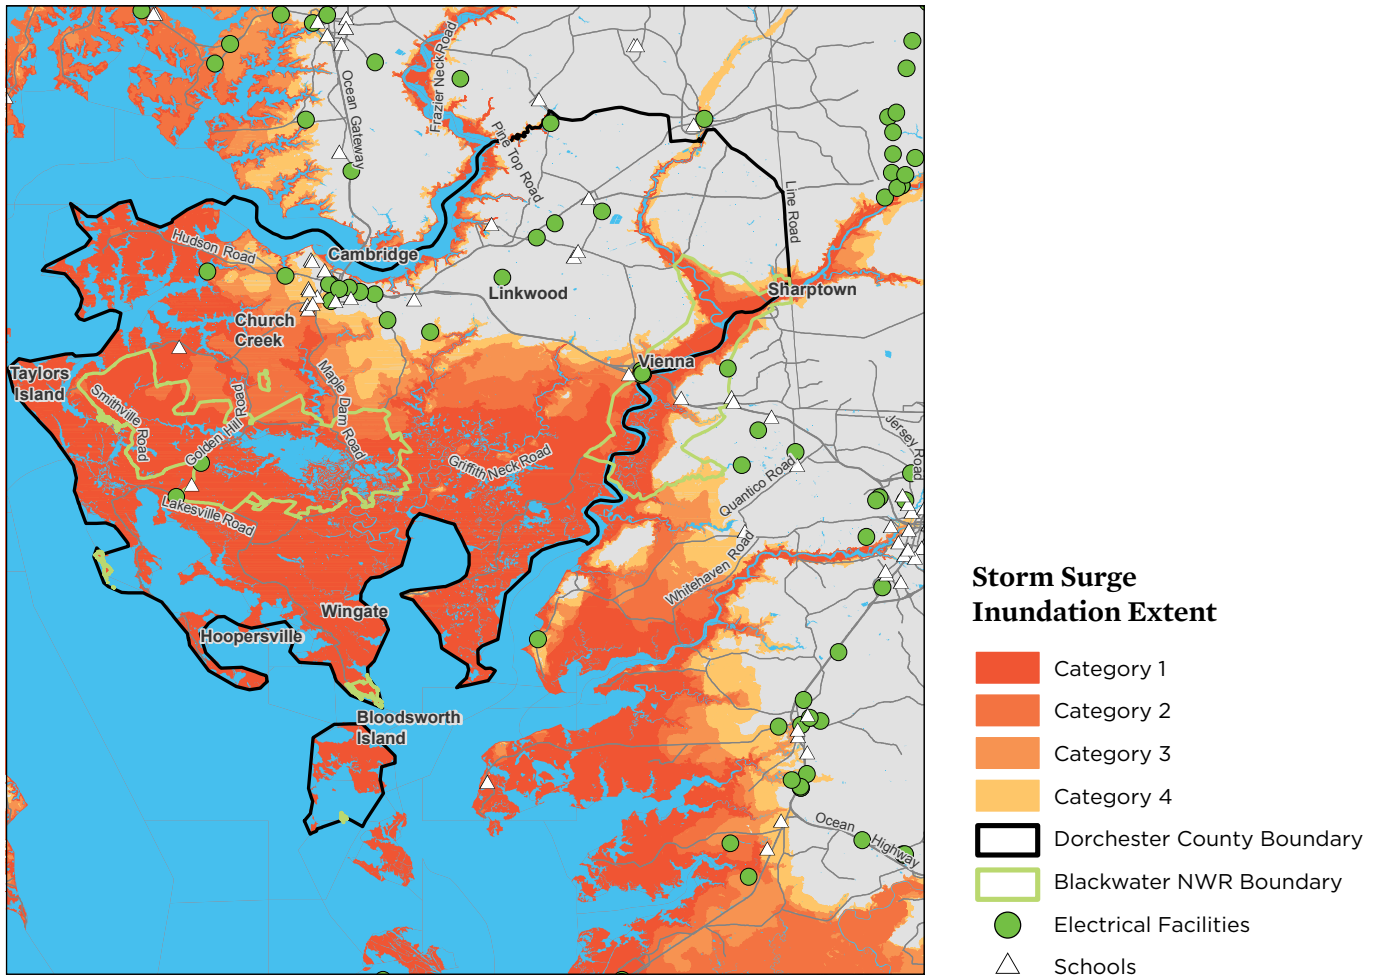 Frazier Neck Road
Ocean Gateway
Pine Top Road
Line Road
Hudson Road
Cambridge
Linkwood
Sharptown
Church
Creek
Vienna
Taylors
Island
Smithville Road
Golden Hill Road
Maple Dam Road
Griffith Neck Road
Jersey Road
Quantico Road
Lakesville Road
Whitehaven Road
Wingate
Hoopersville
Bloodsworth
Island
Ocean Highway
Storm Surge
Inundation Extent
Category 1
Category 2
Category 3
Category 4
Dorchester County Boundary
Blackwater NWR Boundary
Electrical Facilities
Schools